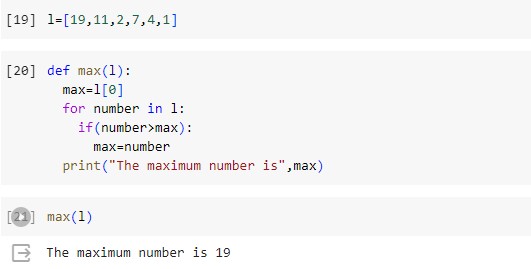 [19] l=[19,11,2,7,4,1]
[20] def max(l):
max=l[0]
for number in l:
if(number>max):
max=number
print("The maximum number is",max)
[21] max(l)
The maximum number is 19